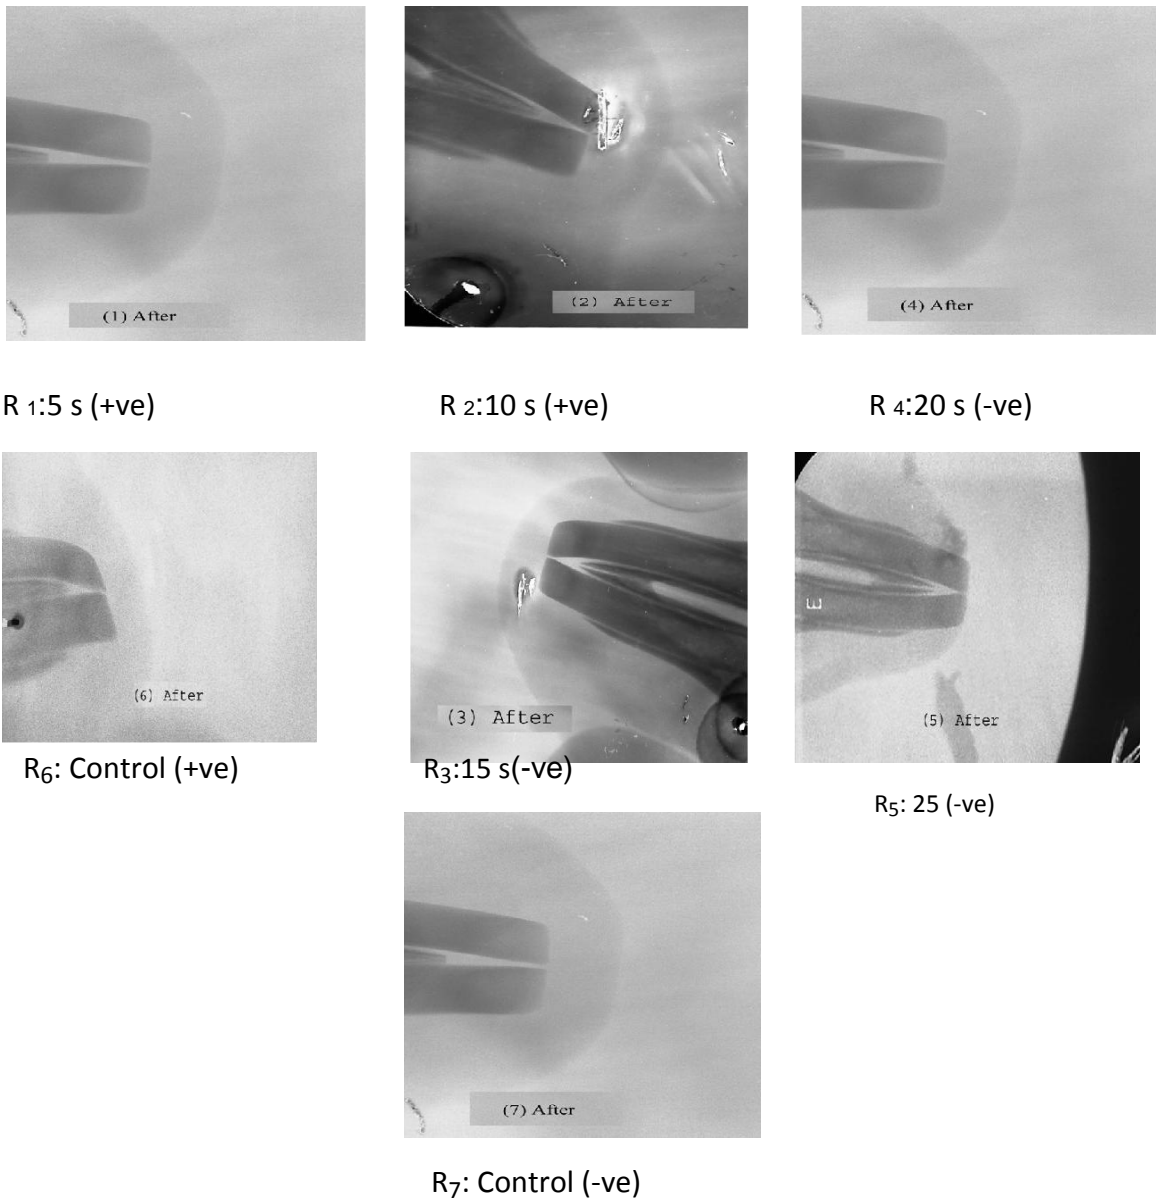 (1) After
(2) After
(4) After
R 1:5 s (+ve)
R 2:10 s (+ve)
R 4:20 s (-ve)
(6) After
(3) After
E
(5) After
R6: Control (+ve)
R3:15 s(-ve)
R5: 25 (-ve)
(7) After
R7: Control (-ve)